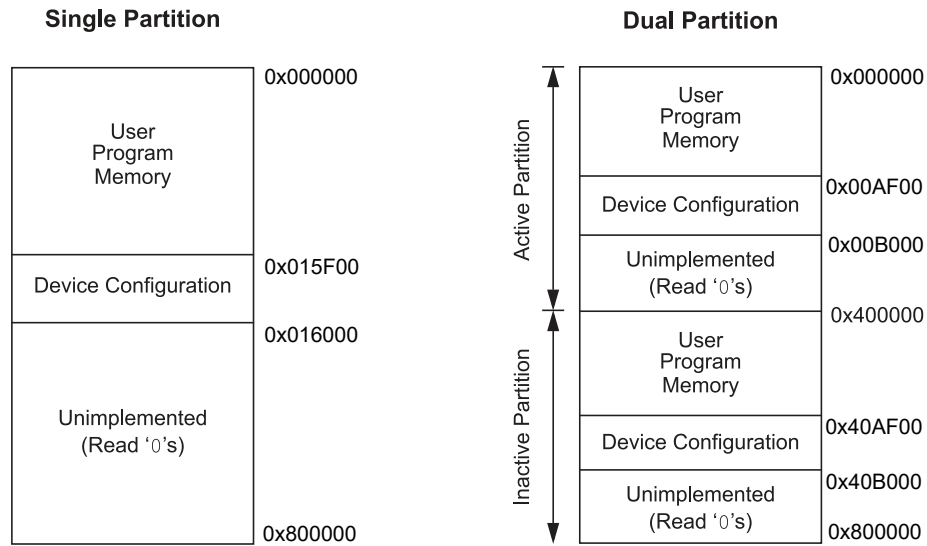 Single Partition
0x000000
User
Program
Memory
0x015F00
Device Configuration
0x016000
Unimplemented
(Read ‘0’s)
0x800000
Dual Partition
0x000000
User
Program
Memory
Active Partition
0x00AF00
Device Configuration
0x00B000
Unimplemented
(Read ‘0’s)
0x400000
User
Program
Memory
Inactive Partition
0x40AF00
Device Configuration
0x40B000
Unimplemented
(Read ‘0’s)
0x800000